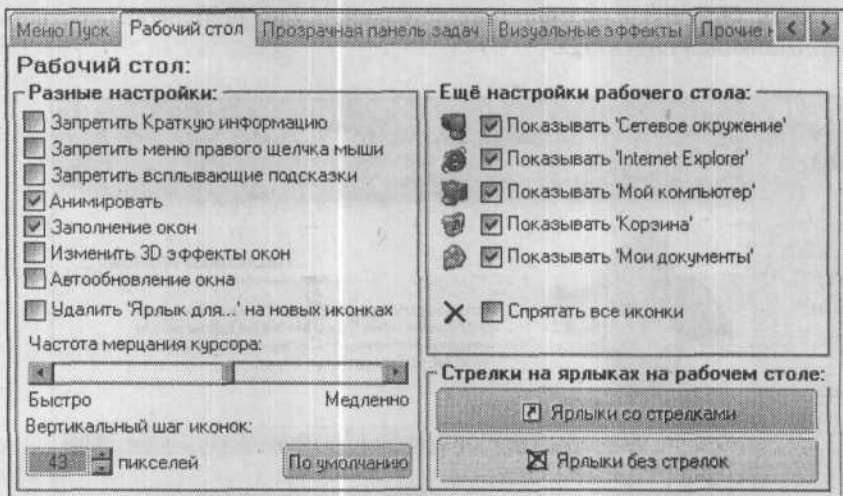 Меню Пуск
Рабочий стол
Прозрачная панель задач
Визуальные эффекты
Прочие
Рабочий стол:
Разные настройки:
Запретить Краткую информацию
Запретить меню правого щелчка мыши
Запретить всплывающие подсказки
Анимировать
Заполнение окон
Изменить 3D эффекты окон
Автообновление окна
Удалить 'Ярлык для...' на новых иконках
Частота мерцания курсора:
Быстро Медленно
Вертикальный шаг иконок:
43 пикселей По умолчанию
Ещё настройки рабочего стола:
Показывать 'Сетевое окружение'
Показывать 'Internet Explorer'
Показывать 'Мой компьютер'
Показывать 'Корзина'
Показывать 'Мои документы'
Спрятать все иконки
Стрелки на ярлыках на рабочем столе:
Ярлыки со стрелками
Ярлыки без стрелок